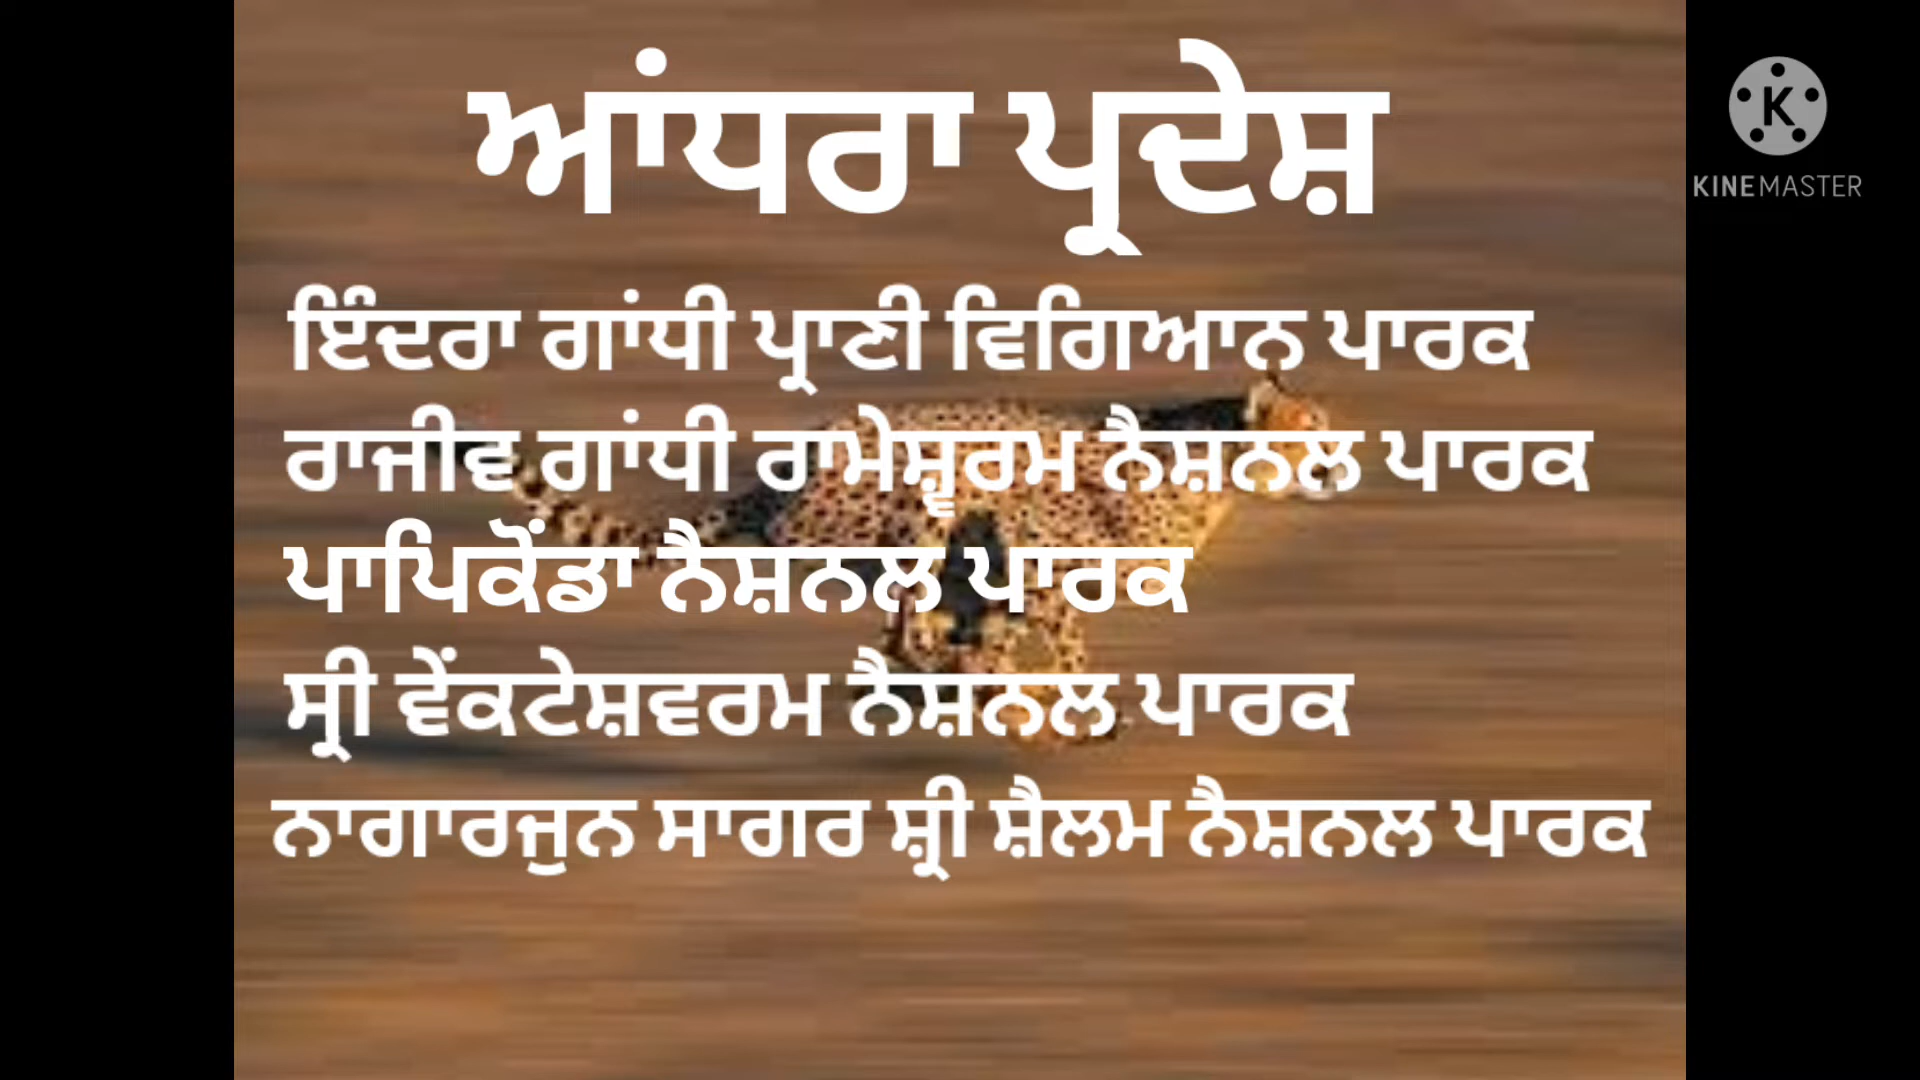 ਆਂਧਰਾ ਪ੍ਰਦੇਸ਼
ਇੰਦਰਾ ਗਾਂਧੀ ਪ੍ਰਾਣੀ ਵਿਗਿਆਨ ਪਾਰਕ
ਰਾਜੀਵ ਗਾਂਧੀ ਰਾਮੇਸ਼੍ਵਰਮ ਨੈਸ਼ਨਲ ਪਾਰਕ
ਪਾਪਿਕੋਂਡਾ ਨੈਸ਼ਨਲ ਪਾਰਕ
ਸ੍ਰੀ ਵੇਂਕਟੇਸ਼ਵਰਮ ਨੈਸ਼ਨਲ ਪਾਰਕ
ਨਾਗਾਰਜੁਨ ਸਾਗਰ ਸ਼੍ਰੀ ਸ਼ੈਲਮ ਨੈਸ਼ਨਲ ਪਾਰਕ
K
KINEMASTER